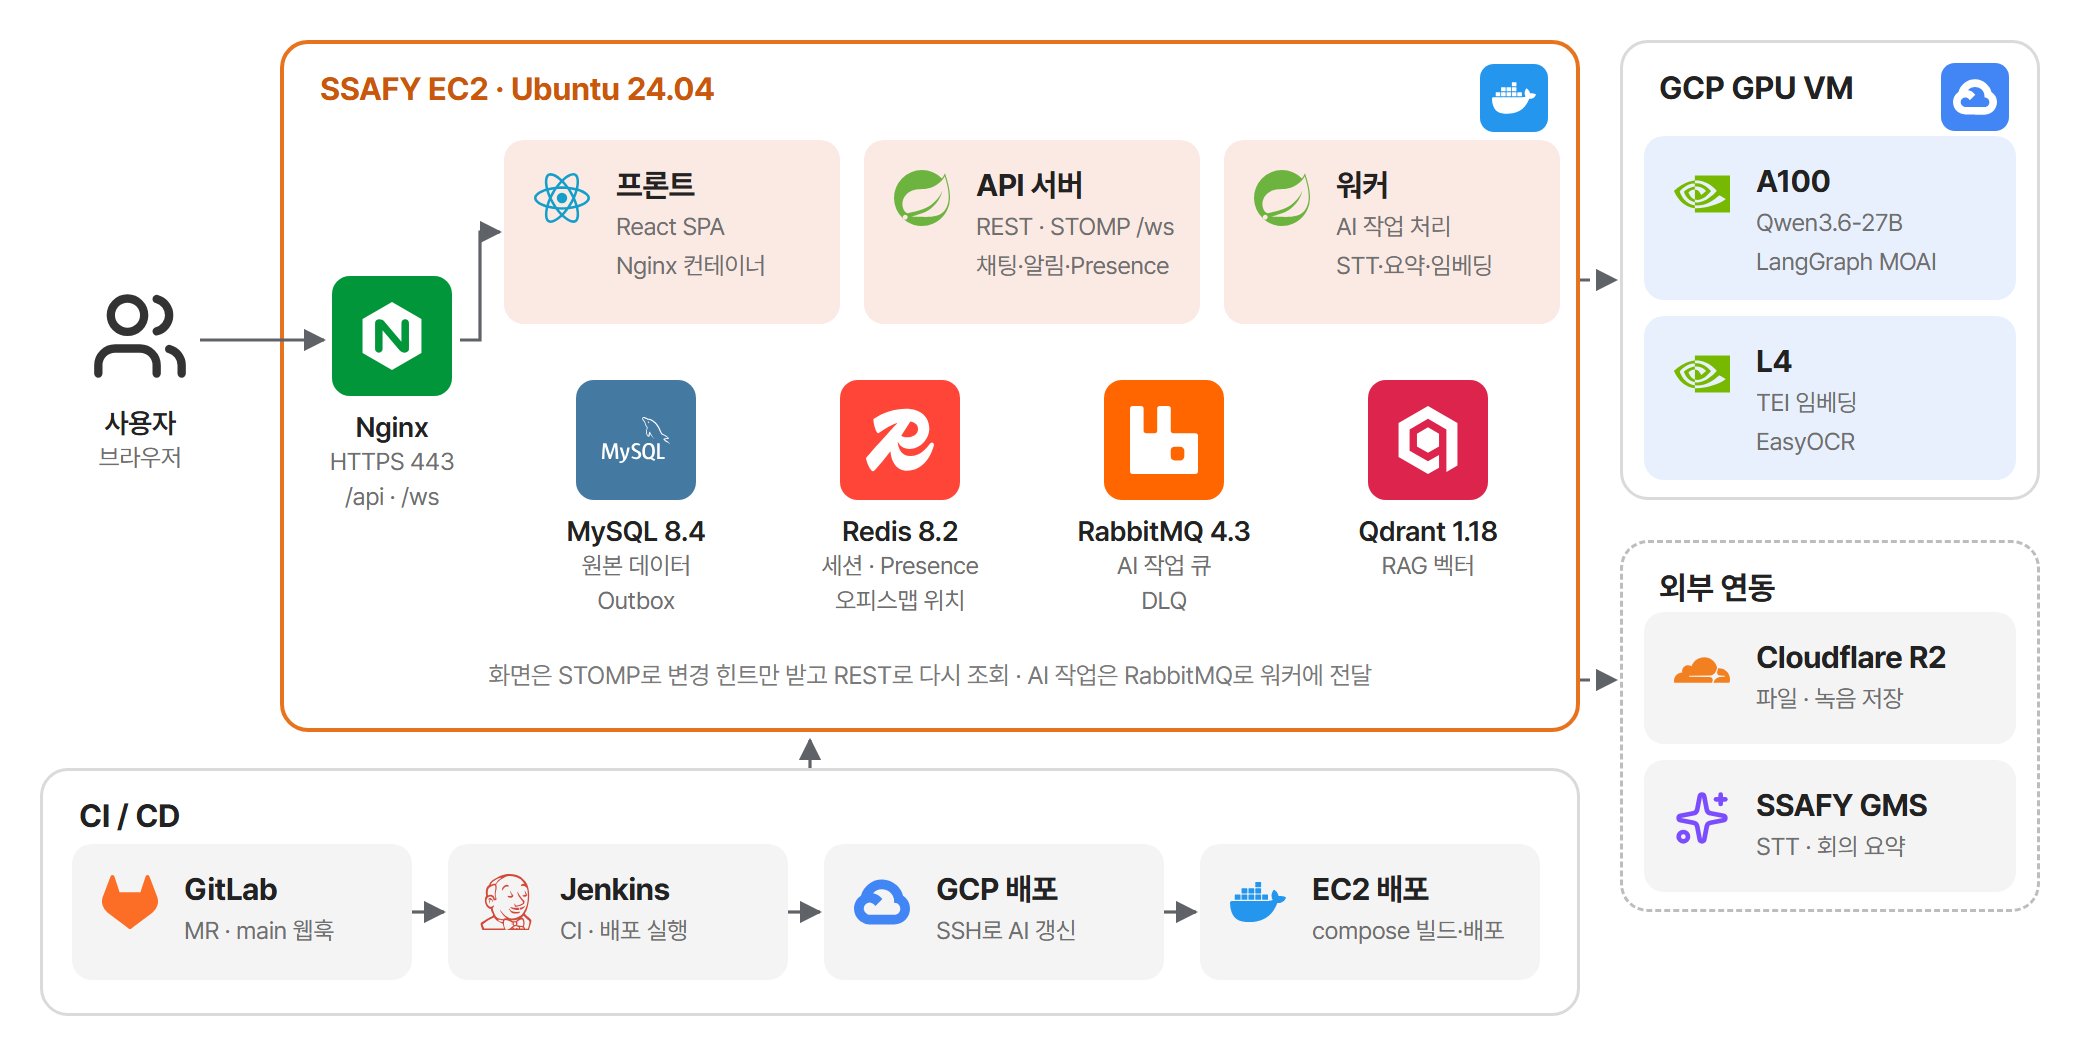 SSAFY EC2 · Ubuntu 24.04
프론트
React SPA
Nginx 컨테이너
API 서버
REST · STOMP /ws
채팅·알림·Presence
워커
AI 작업 처리
STT·요약·임베딩
사용자
브라우저
Nginx
HTTPS 443
/api · /ws
MySQL
MySQL 8.4
원본 데이터
Outbox
Redis 8.2
세션 · Presence
오피스맵 위치
RabbitMQ 4.3
AI 작업 큐
DLQ
Qdrant 1.18
RAG 벡터
화면은 STOMP로 변경 힌트만 받고 REST로 다시 조회 · AI 작업은 RabbitMQ로 워커에 전달
GCP GPU VM
A100
Qwen3.6-27B
LangGraph MOAI
L4
TEI 임베딩
EasyOCR
외부 연동
Cloudflare R2
파일 · 녹음 저장
SSAFY GMS
STT · 회의 요약
CI / CD
GitLab
MR · main 웹훅
Jenkins
CI · 배포 실행
GCP 배포
SSH로 AI 갱신
EC2 배포
compose 빌드·배포